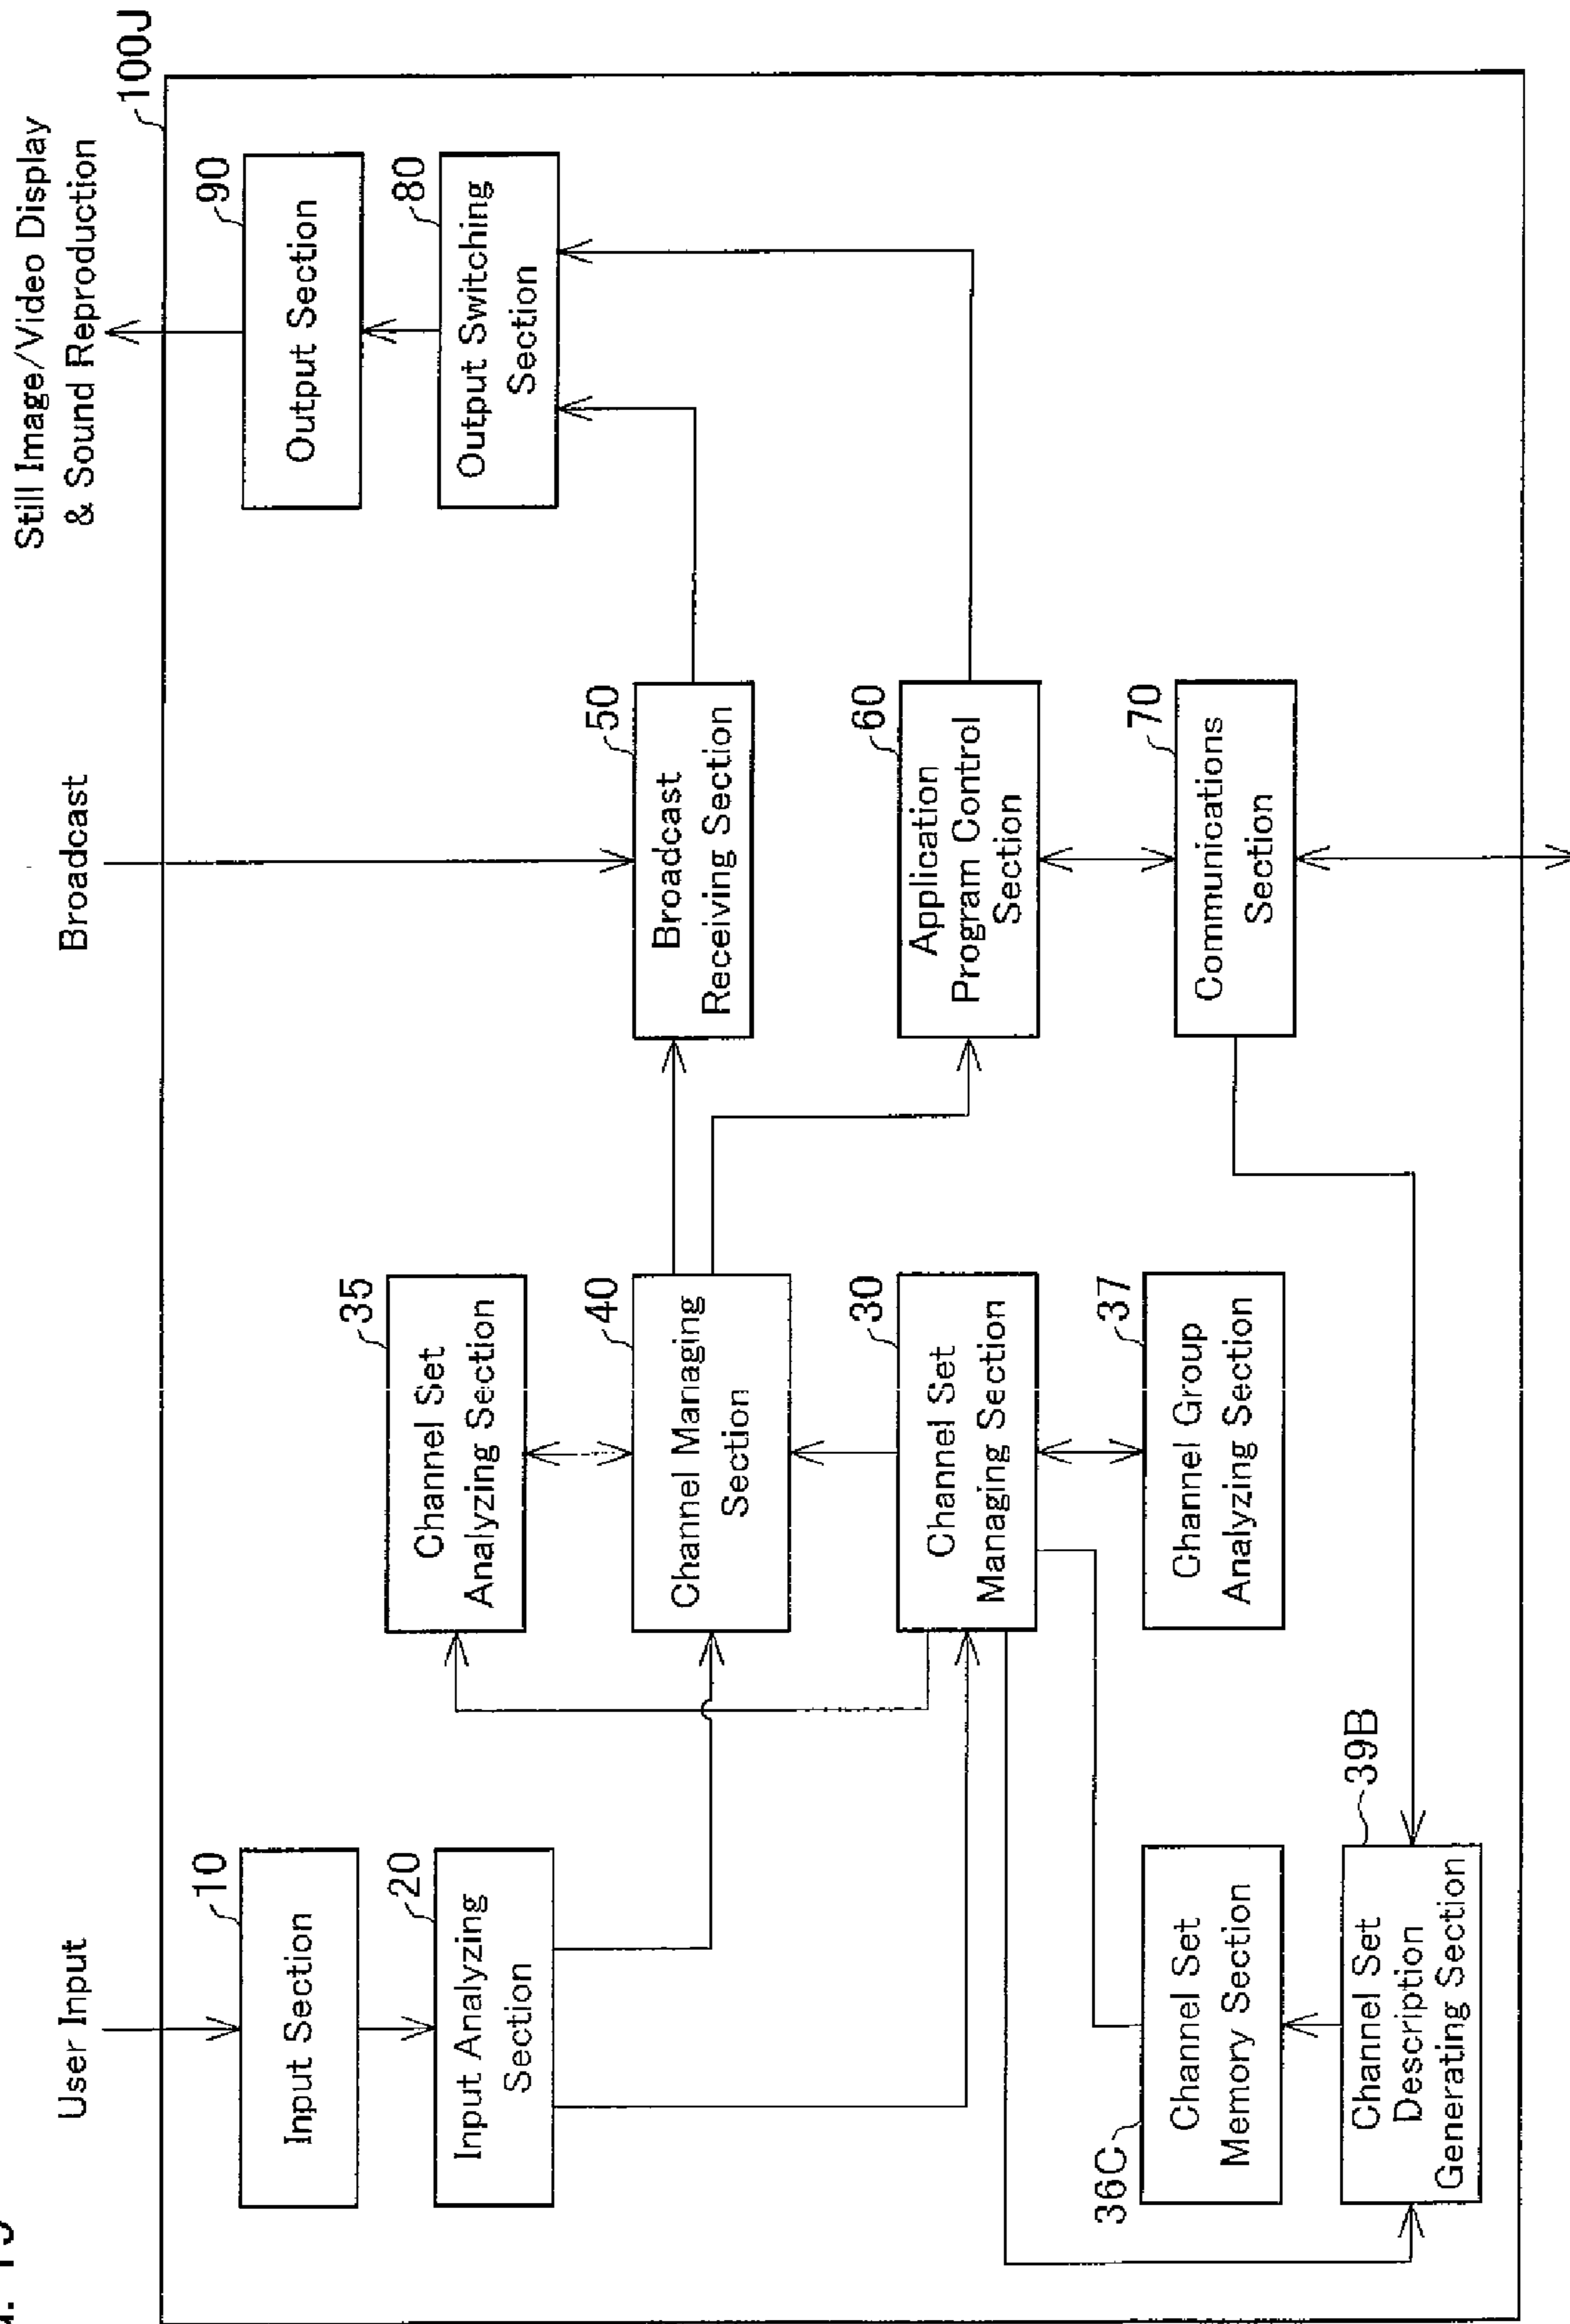 User Input
Broadcast
Still Image/Video Display
& Sound Reproduction
100J
10
Input Section
20
Input Analyzing
Section
35
Channel Set
Analyzing Section
40
Channel Managing
Section
30
Channel Set
Managing Section
37
Channel Group
Analyzing Section
36C
Channel Set
Memory Section
39B
Channel Set
Description
Generating Section
50
Broadcast
Receiving Section
60
Application
Program Control
Section
70
Communications
Section
90
Output Section
80
Output Switching
Section